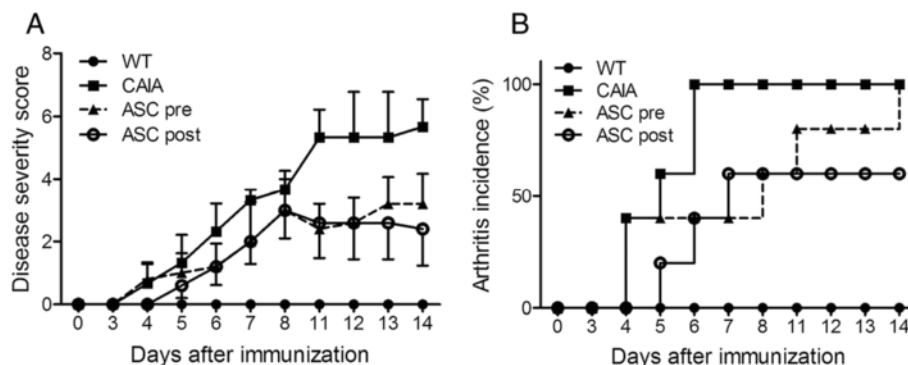 A
Disease severity score
8
6
4
2
0
WT
CAIA
ASC pre
ASC post
0 3 4 5 6 7 8 11 12 13 14
Days after immunization
B
Arthritis incidence (%)
100
50
0
WT
CAIA
ASC pre
ASC post
0 3 4 5 6 7 8 11 12 13 14
Days after immunization